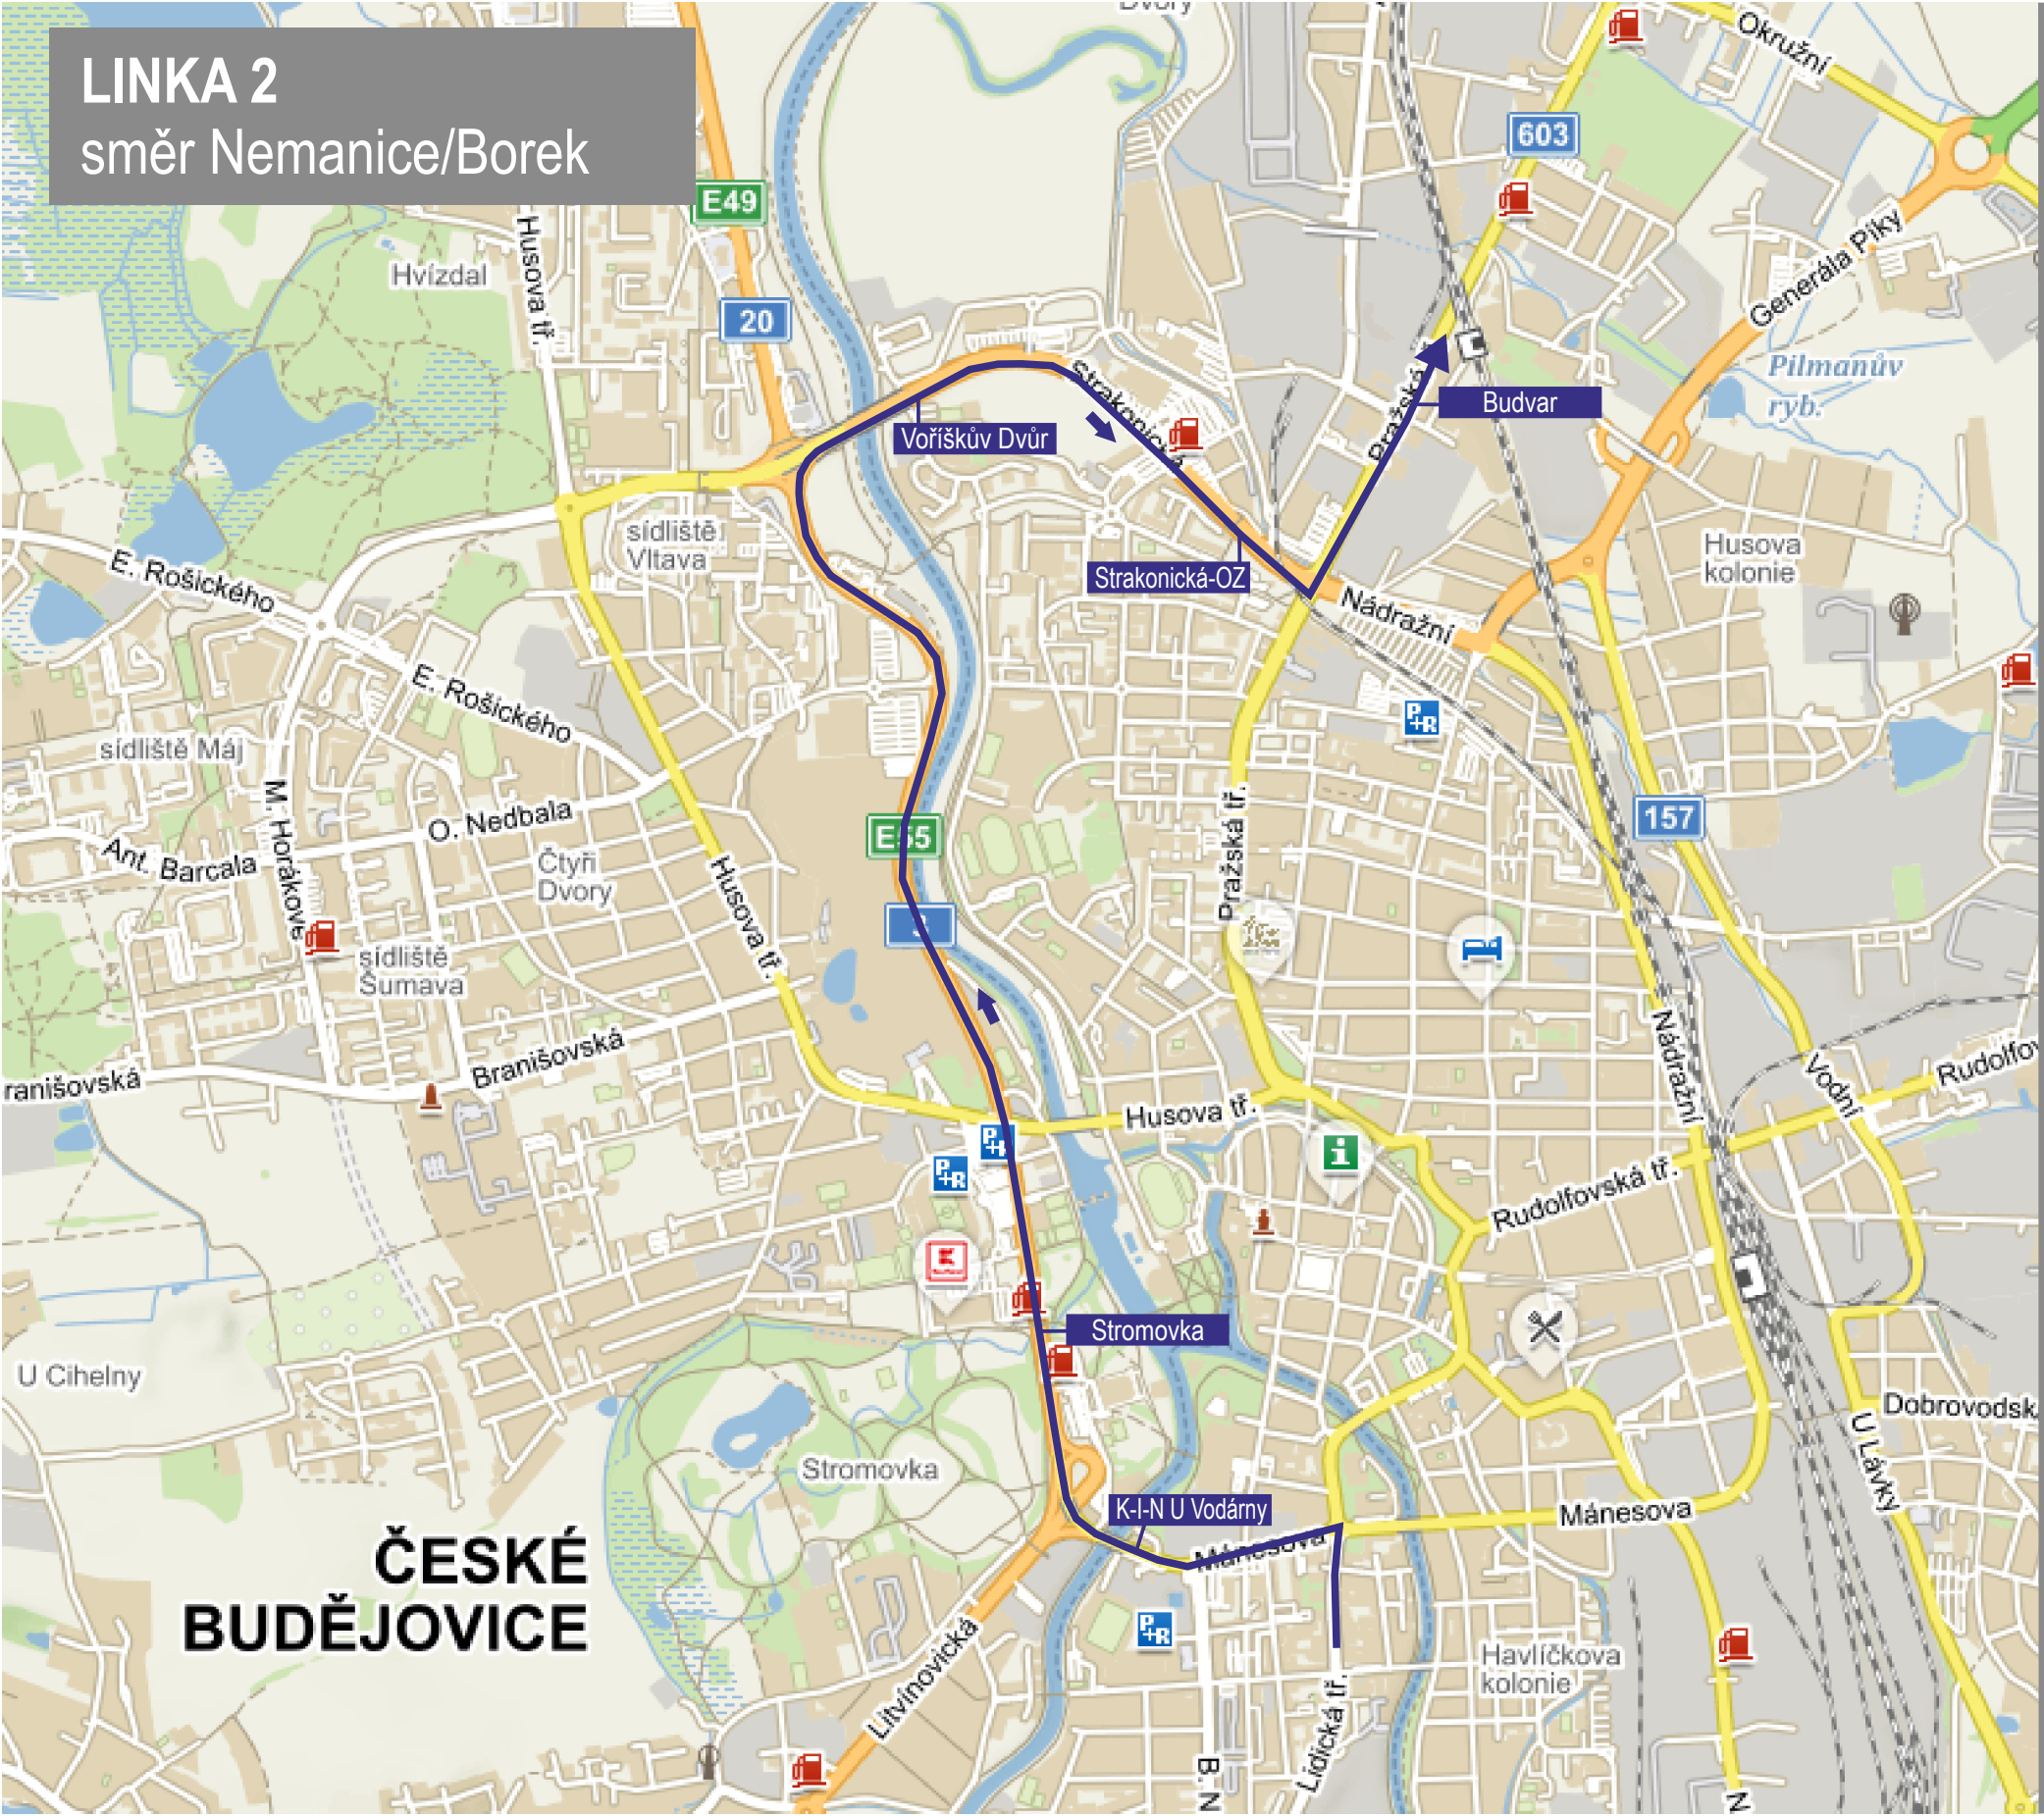 LINKA 2
směr Nemanice/Borek
Dvory
Okružní
603
E49
Husova tř.
Hvízdal
20
Generála Píky
Pilmanův
ryb.
Strakonická
Pražská
Budvar
Voříškův Dvůr
sídliště
Vltava
Husova
kolonie
E. Rošického
Strakonická-OZ
Nádražní
E. Rošického
P+R
sídliště Máj
M. Horákové
O. Nedbala
Pražská tř.
157
E55
Ant. Barcala
Čtyři
Dvory
Husova tř.
3
sídliště
Šumava
Nádražní
Branišovská
ranišovská
Vodní
Rudolfov
Husova tř.
P+R
P+R
i
Rudolfovská tř.
K
Stromovka
U Cihelny
Dobrovodsk
U Lávky
Stromovka
K-I-N U Vodárny
Mánesova
Mánesova
ČESKÉ
BUDĚJOVICE
P+R
Litvínovická
Havlíčkova
kolonie
Lidická tř.
B. N
N